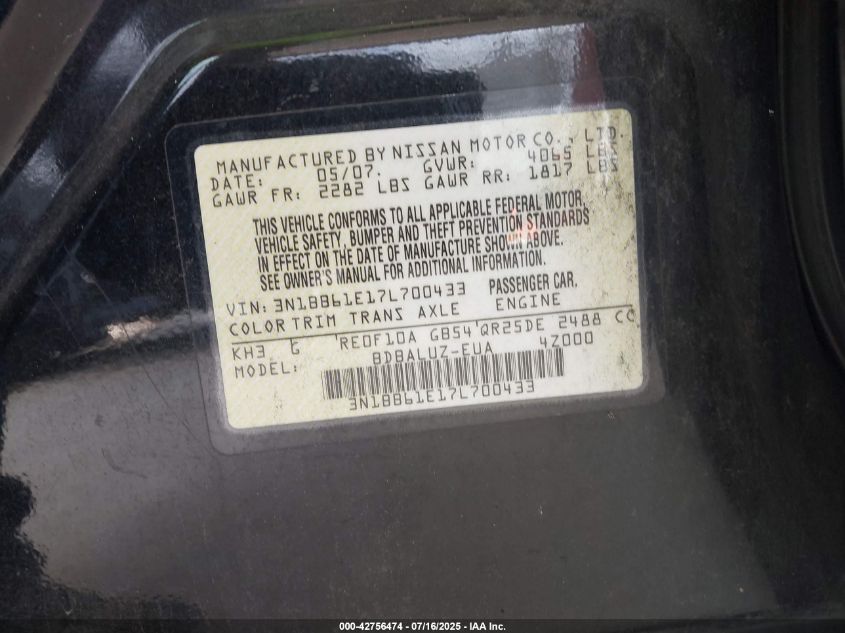 MANUFACTURED BY NISSAN MOTOR CO., LTD.
DATE: 05/07. GVWR: 4065 LBS
GAWR FR: 2282 LBS GAWR RR: 1817 LBS
THIS VEHICLE CONFORMS TO ALL APPLICABLE FEDERAL MOTOR
VEHICLE SAFETY, BUMPER AND THEFT PREVENTION STANDARDS
IN EFFECT ON THE DATE OF MANUFACTURE SHOWN ABOVE.
SEE OWNER'S MANUAL FOR ADDITIONAL INFORMATION.
VIN: 3N1BB61E17L700433 PASSENGER CAR.
COLOR TRIM TRANS AXLE ENGINE
KH3 G RE0F10A GB54 QR25DE 2488 CC
MODEL: BDBALUZ-EUA 4Z000
3N1BB61E17L700433
000-42756474 - 07/16/2025 - IAA Inc.